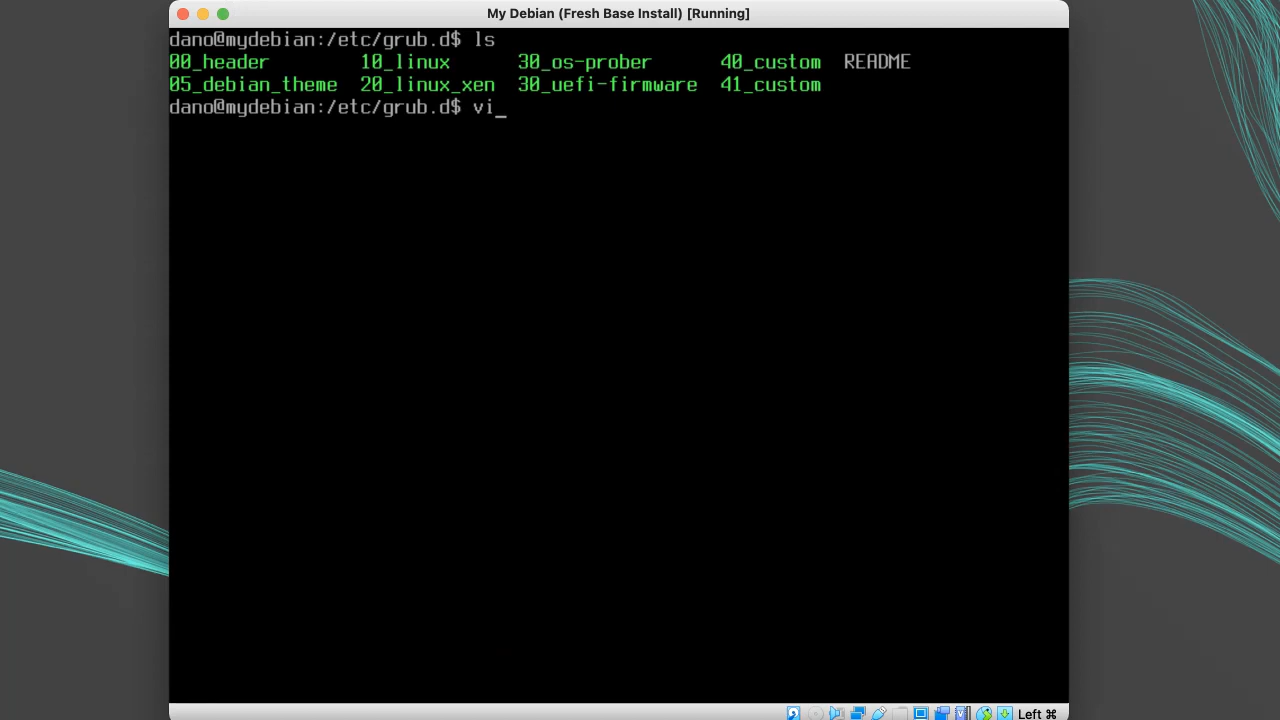 My Debian (Fresh Base Install) [Running]
dano@mydebian:/etc/grub.d$ ls
00_header 10_linux 30_os-prober 40_custom README
05_debian_theme 20_linux_xen 30_uefi-firmware 41_custom
dano@mydebian:/etc/grub.d$ vi_
Left ⌘